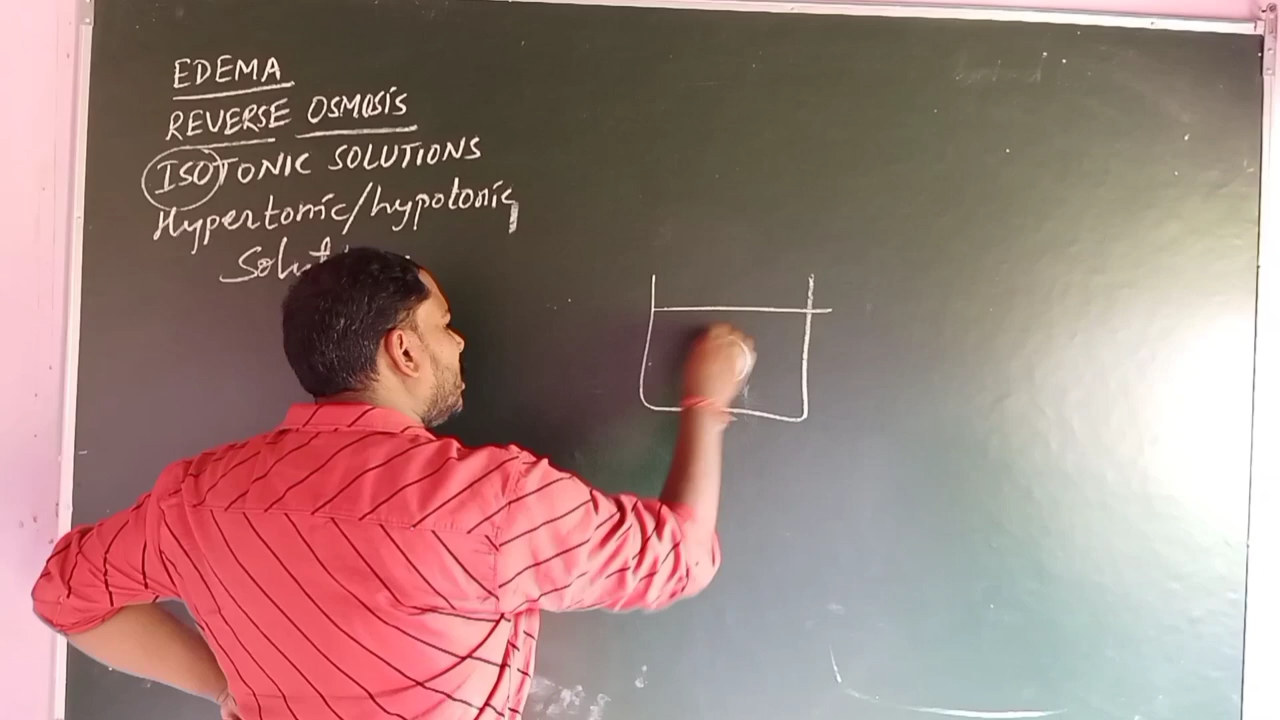 EDEMA
REVERSE OSMOSIS
ISOTONIC SOLUTIONS
Hypertonic/hypotonic